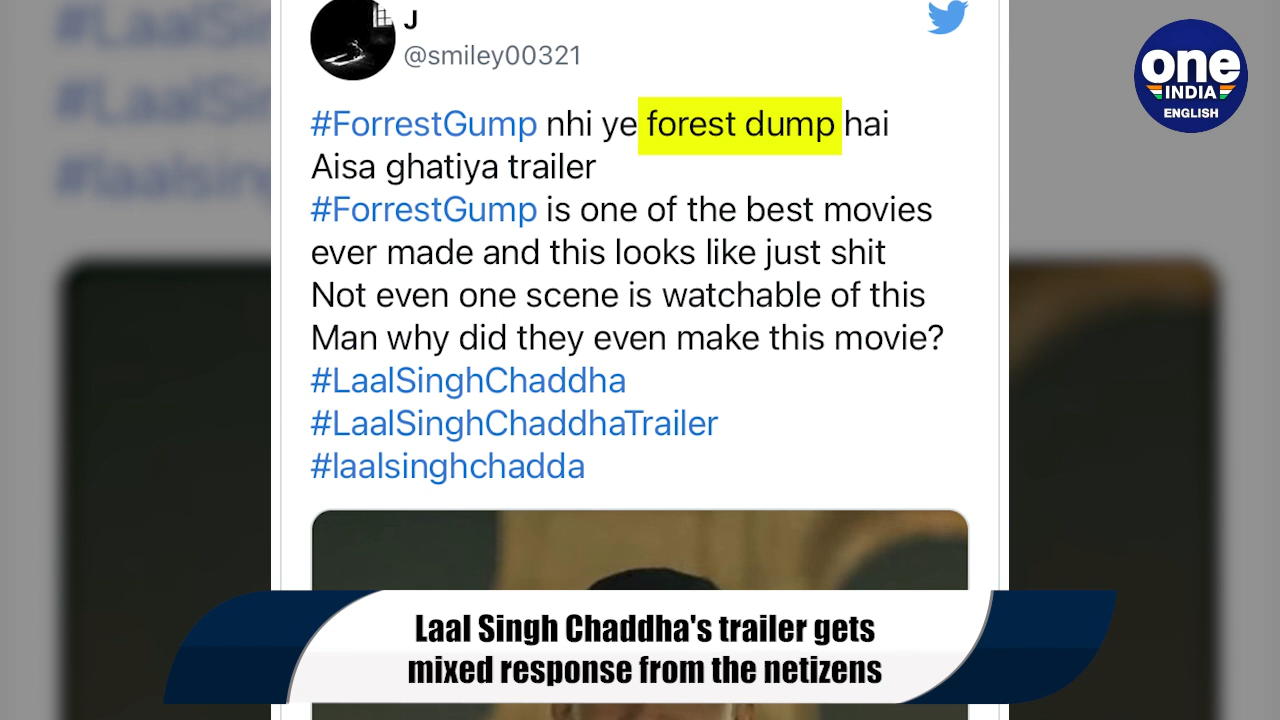 J
@smiley00321
#ForrestGump nhi ye forest dump hai
Aisa ghatiya trailer
#ForrestGump is one of the best movies
ever made and this looks like just shit
Not even one scene is watchable of this
Man why did they even make this movie?
#LaalSinghChaddha
#LaalSinghChaddhaTrailer
#laalsinghchadda
one
INDIA
ENGLISH
Laal Singh Chaddha's trailer gets
mixed response from the netizens